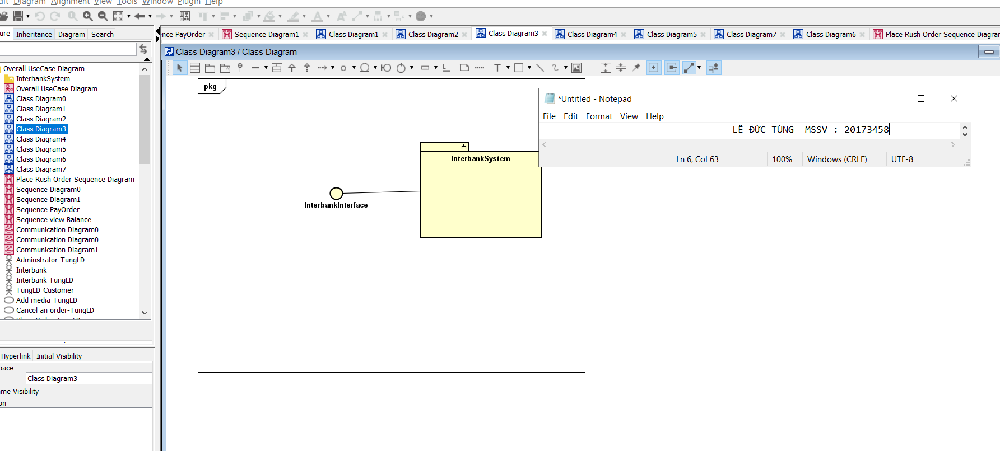 Diagram Alignment View Tools Window Plugin Help
Inheritance Diagram Search
nce PayOrder Sequence Diagram1 Class Diagram1 Class Diagram2 Class Diagram3 Class Diagram4 Class Diagram5 Class Diagram7 Class Diagram6 Place Rush Order Sequence Diagra
Class Diagram3 / Class Diagram
Overall UseCase Diagram
InterbankSystem
Overall UseCase Diagram
Class Diagram0
Class Diagram1
Class Diagram2
Class Diagram3
Class Diagram4
Class Diagram5
Class Diagram6
Class Diagram7
Place Rush Order Sequence Diagram
Sequence Diagram0
Sequence Diagram1
Sequence PayOrder
Sequence view Balance
Communication Diagram0
Communication Diagram0
Communication Diagram1
Adminstrator-TungLD
Interbank
Interbank-TungLD
TungLD-Customer
Add media-TungLD
Cancel an order-TungLD
Hyperlink Initial Visibility
pace
Class Diagram3
me Visibility
on
pkg
InterbankSystem
InterbankInterface
*Untitled - Notepad
File Edit Format View Help
LÊ ĐỨC TÙNG- MSSV : 20173458
Ln 6, Col 63 100% Windows (CRLF) UTF-8